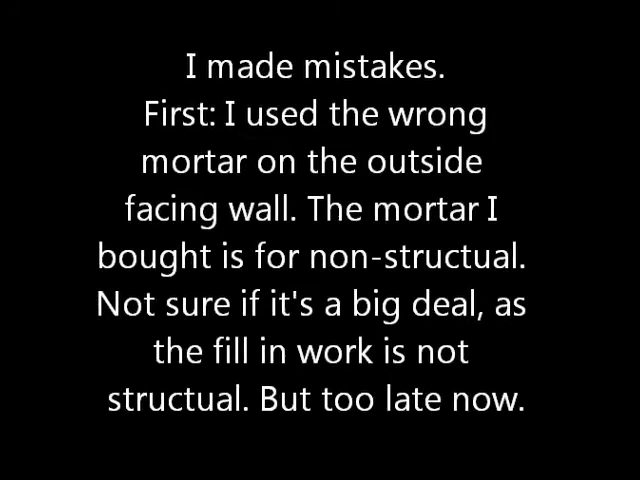 I made mistakes.
First: I used the wrong
mortar on the outside
facing wall. The mortar I
bought is for non-structual.
Not sure if it's a big deal, as
the fill in work is not
structual. But too late now.